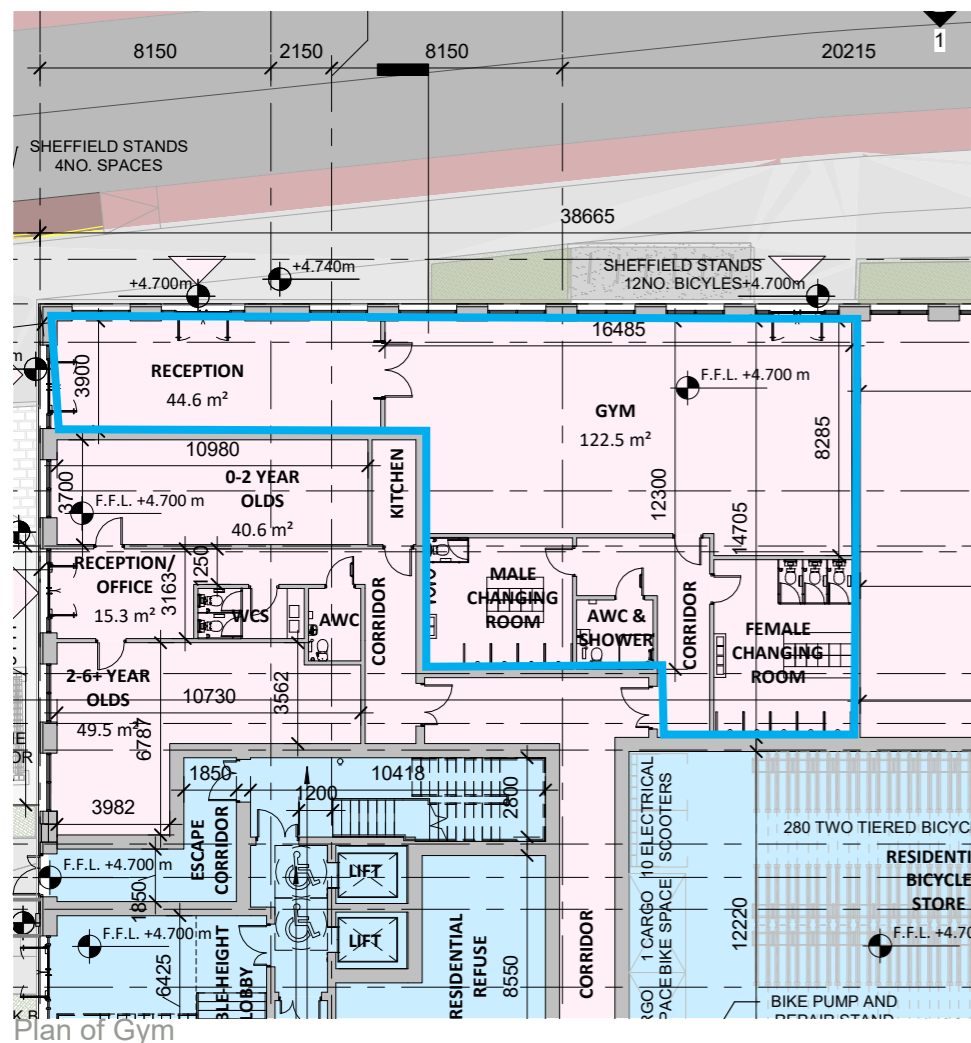 1
8150
2150
8150
20215
SHEFFIELD STANDS
4NO. SPACES
38665
+4.740m
+4.700m
SHEFFIELD STANDS
12NO. BICYLES
+4.700m
16485
m
3900
RECEPTION
44.6 m²
F.F.L. +4.700 m
GYM
122.5 m²
8285
10980
0-2 YEAR
OLDS
40.6 m²
3700
F.F.L. +4.700 m
KITCHEN
12300
14705
RECEPTION/
OFFICE
15.3 m²
3163
1250
WCS
AWC
CORRIDOR
MALE
CHANGING
ROOM
AWC &
SHOWER
CORRIDOR
FEMALE
CHANGING
ROOM
2-6+ YEAR
OLDS
49.5 m²
10730
3562
6787
3982
1850
1200
10418
2800
ESCAPE
CORRIDOR
F.F.L. +4.700 m
1850
LIFT
LIFT
10 ELECTRICAL
SCOOTERS
1 CARGO
BIKE SPACE
280 TWO TIERED BICYC
RESIDENTI
BICYCLE
STORE
12220
F.F.L. +4.70
F.F.L. +4.700 m
6425
BLE-HEIGHT
LOBBY
RESIDENTIAL
REFUSE
8550
CORRIDOR
BIKE PUMP AND
REPAIR STAND
Plan of Gym